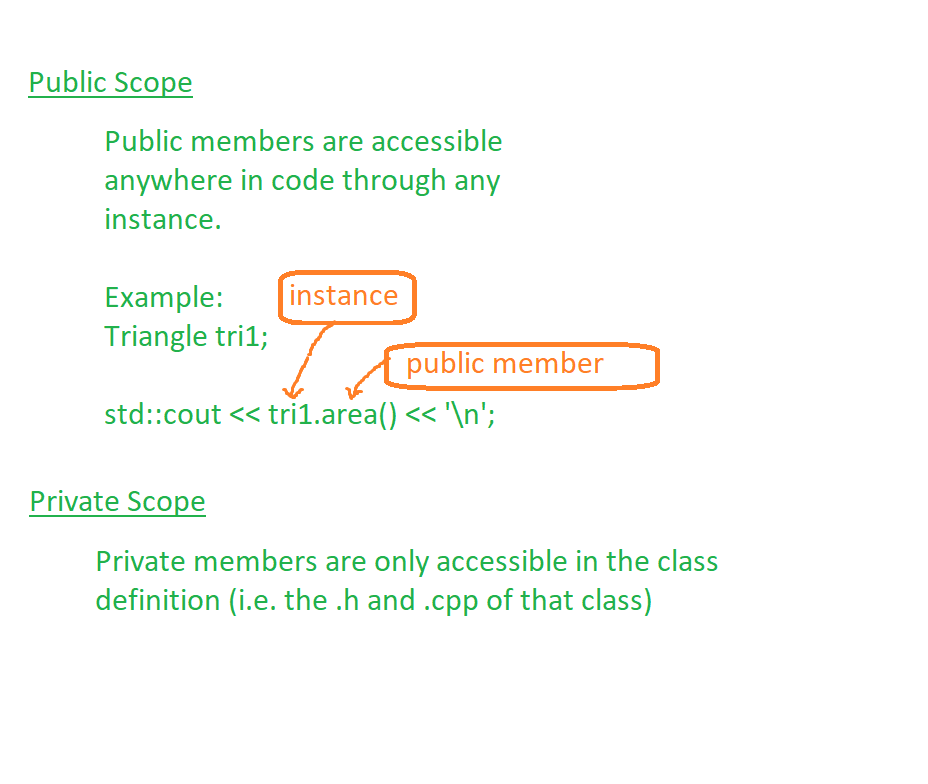 Public Scope
Public members are accessible
anywhere in code through any
instance.
Example:
instance
Triangle tri1;
public member
std::cout << tri1.area() << '\n';
Private Scope
Private members are only accessible in the class
definition (i.e. the .h and .cpp of that class)